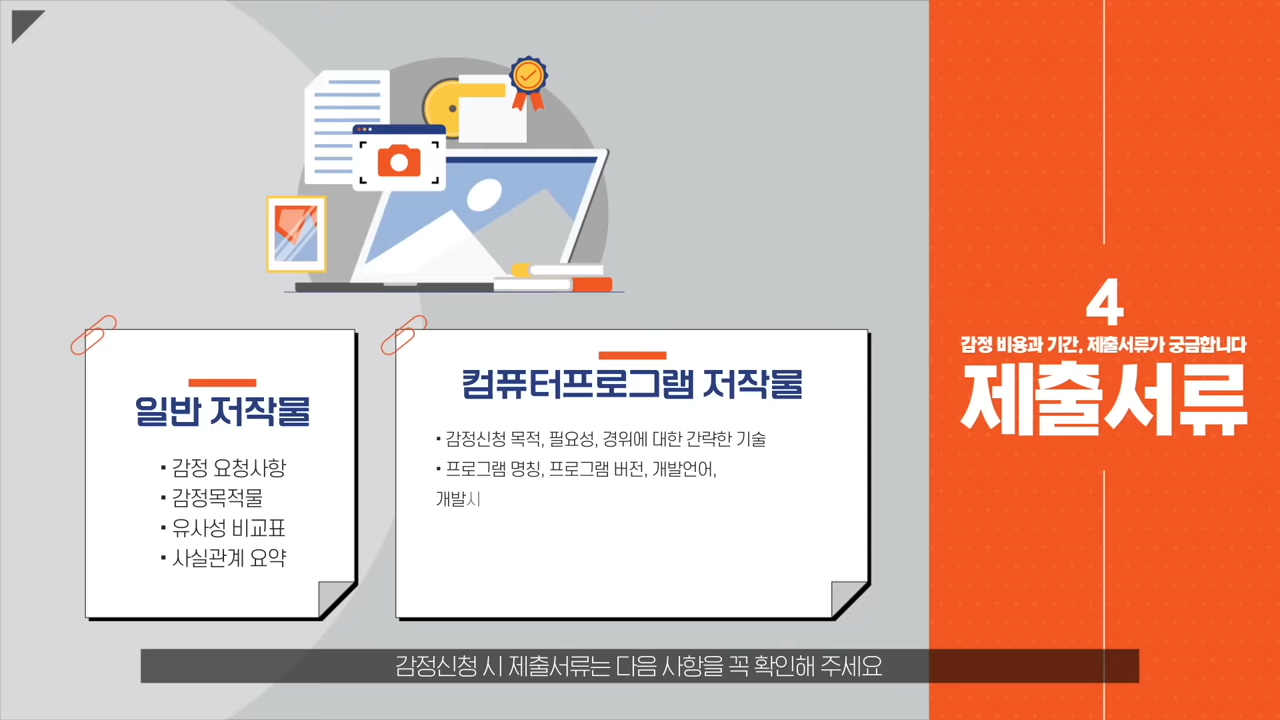 일반 저작물
▪ 감정 요청사항
▪ 감정목적물
▪ 유사성 비교표
▪ 사실관계 요약
컴퓨터프로그램 저작물
▪ 감정신청 목적, 필요성, 경위에 대한 간략한 기술
▪ 프로그램 명칭, 프로그램 버전, 개발언어,
개발시
4
감정 비용과 기간, 제출서류가 궁금합니다
제출서류
감정신청 시 제출서류는 다음 사항을 꼭 확인해 주세요